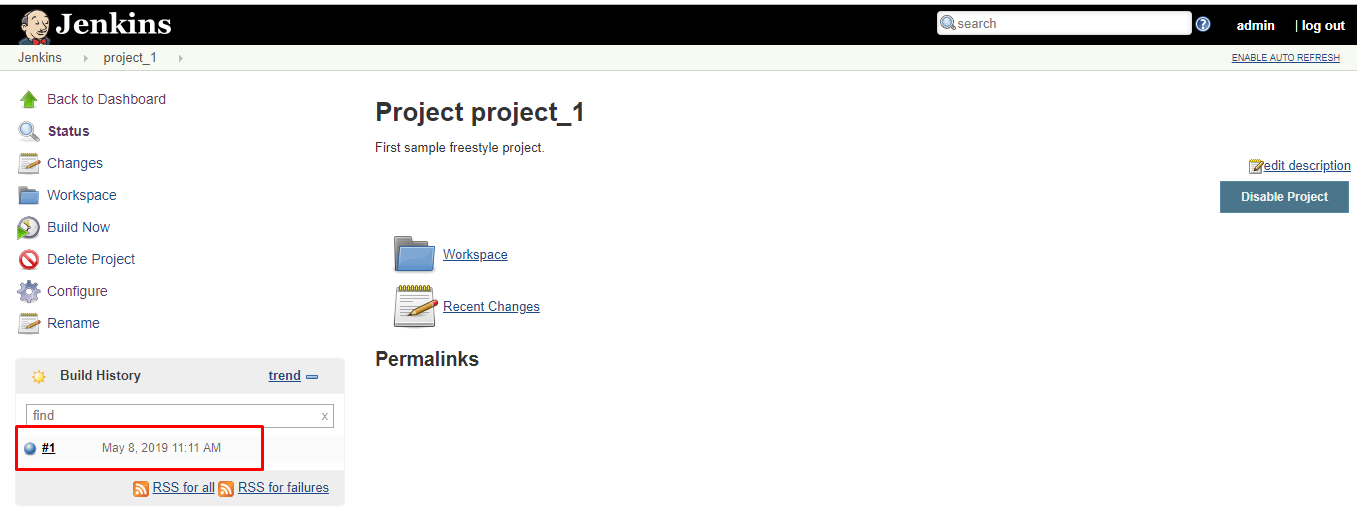 Jenkins
search
admin | log out
Jenkins project_1
ENABLE AUTO REFRESH
Back to Dashboard
Status
Changes
Workspace
Build Now
Delete Project
Configure
Rename
Build History trend
find x
#1 May 8, 2019 11:11 AM
RSS for all RSS for failures
Project project_1
First sample freestyle project.
edit description
Disable Project
Workspace
Recent Changes
Permalinks